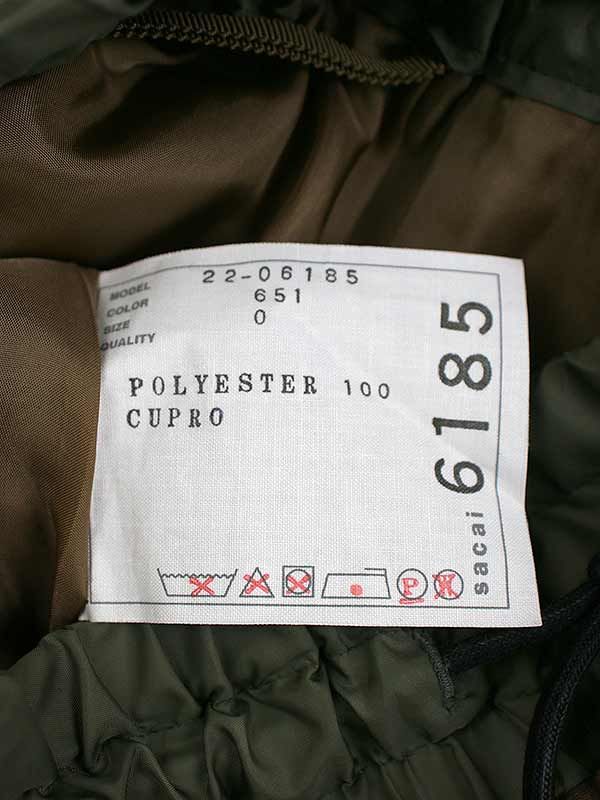 MODEL 22-06185
COLOR 651
SIZE 0
QUALITY
POLYESTER 100
CUPRO
sacai 6185
P W